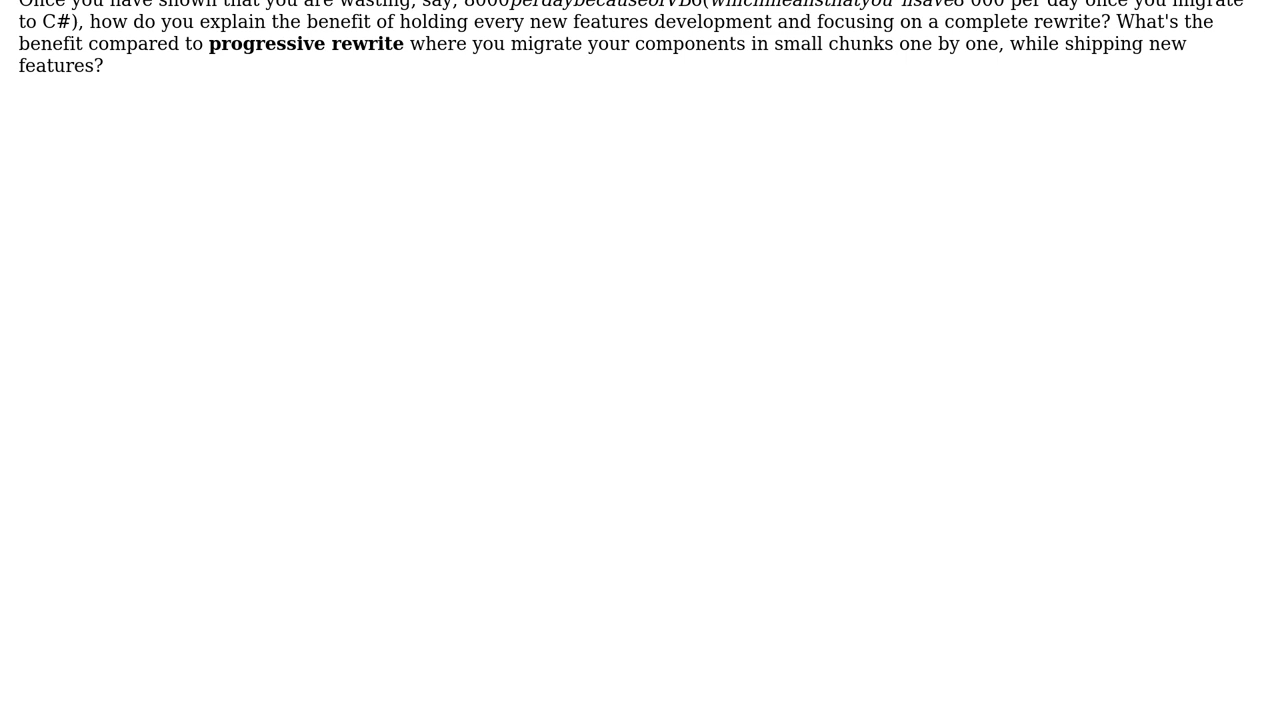 Once you have shown that you are wasting, say, 8000perdaybecauseofVB6(whichmeansthatyou′llsave8 000 per day once you migrate
to C#), how do you explain the benefit of holding every new features development and focusing on a complete rewrite? What's the
benefit compared to progressive rewrite where you migrate your components in small chunks one by one, while shipping new
features?